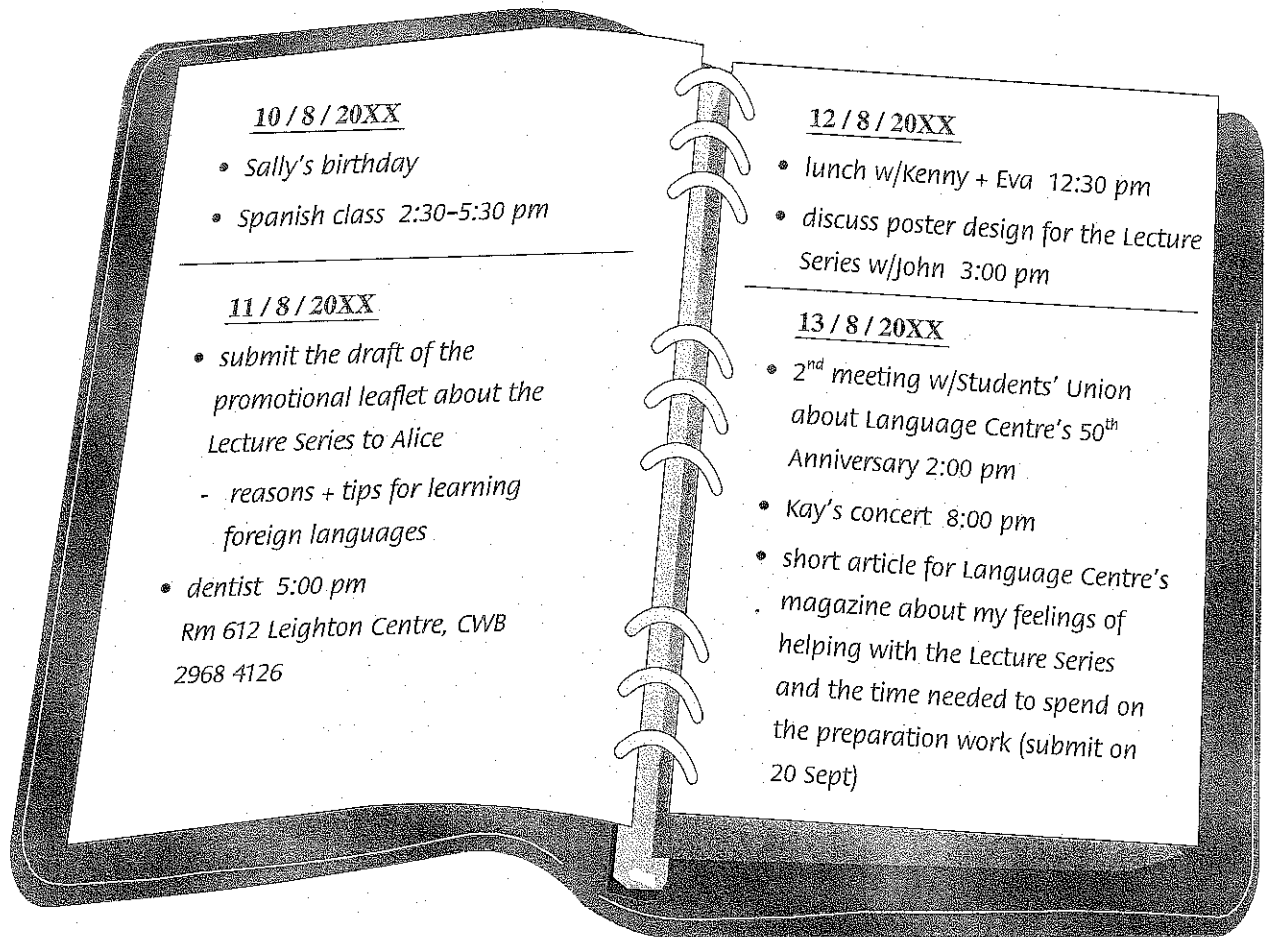 10 / 8 / 20XX
• Sally's birthday
• Spanish class 2:30–5:30 pm
11 / 8 / 20XX
• submit the draft of the
promotional leaflet about the
Lecture Series to Alice
- reasons + tips for learning
foreign languages
• dentist 5:00 pm
Rm 612 Leighton Centre, CWB
2968 4126
12 / 8 / 20XX
• lunch w/Kenny + Eva 12:30 pm
• discuss poster design for the Lecture
Series w/John 3:00 pm
13 / 8 / 20XX
• 2nd meeting w/Students' Union
about Language Centre's 50th
Anniversary 2:00 pm
• Kay's concert 8:00 pm
• short article for Language Centre's
magazine about my feelings of
helping with the Lecture Series
and the time needed to spend on
the preparation work (submit on
20 Sept)